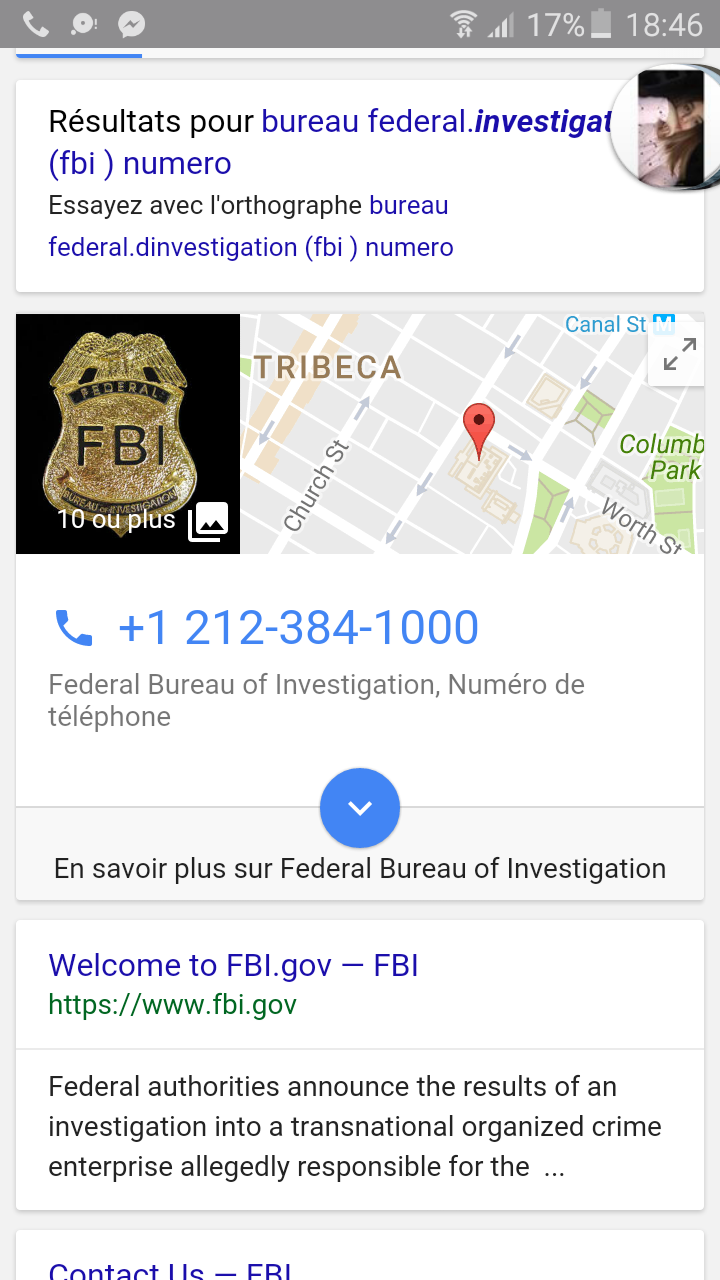 17% 18:46
Résultats pour bureau federal.investigat
(fbi ) numero
Essayez avec l'orthographe bureau
federal.dinvestigation (fbi ) numero
Canal St M
TRIBECA
FEDERAL
FBI
BUREAU OF INVESTIGATION
10 ou plus
Church St
Columb
Park
Worth St
+1 212-384-1000
Federal Bureau of Investigation, Numéro de
téléphone
En savoir plus sur Federal Bureau of Investigation
Welcome to FBI.gov — FBI
https://www.fbi.gov
Federal authorities announce the results of an
investigation into a transnational organized crime
enterprise allegedly responsible for the ...
Contact Us — FBI